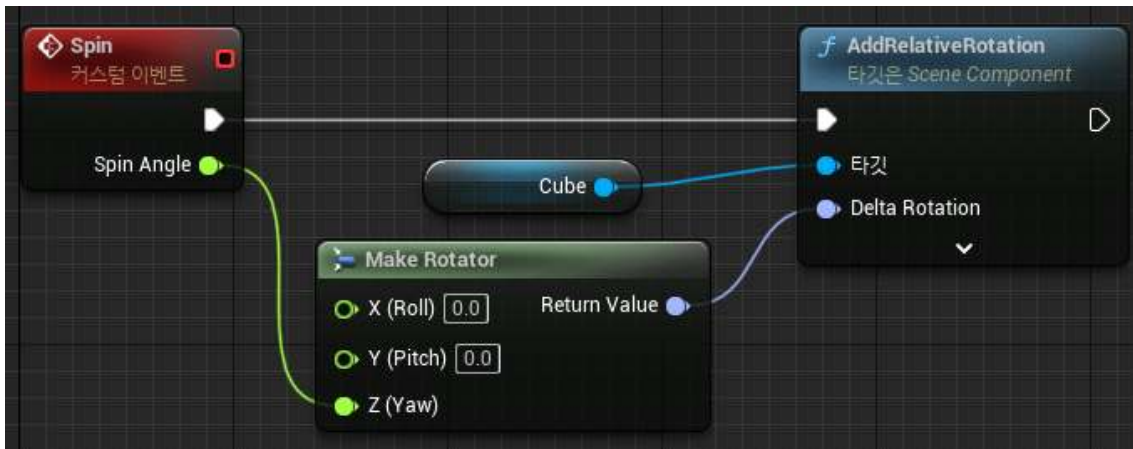 Spin
커스텀 이벤트
Spin Angle
Cube
Make Rotator
X (Roll) 0.0
Return Value
Y (Pitch) 0.0
Z (Yaw)
f AddRelativeRotation
타깃은 Scene Component
타깃
Delta Rotation